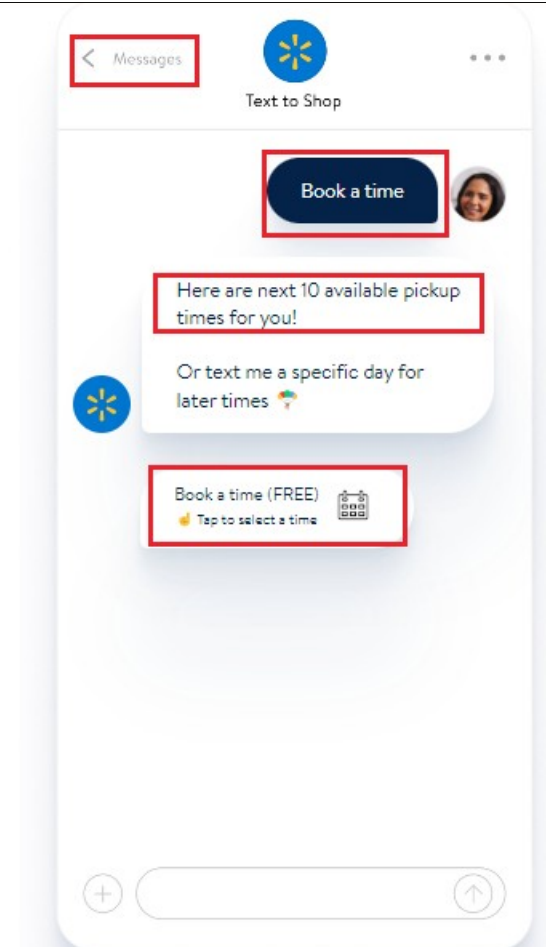 Messages
Text to Shop
Book a time
Here are next 10 available pickup
times for you!
Or text me a specific day for
later times 🪂
Book a time (FREE)
☝ Tap to select a time